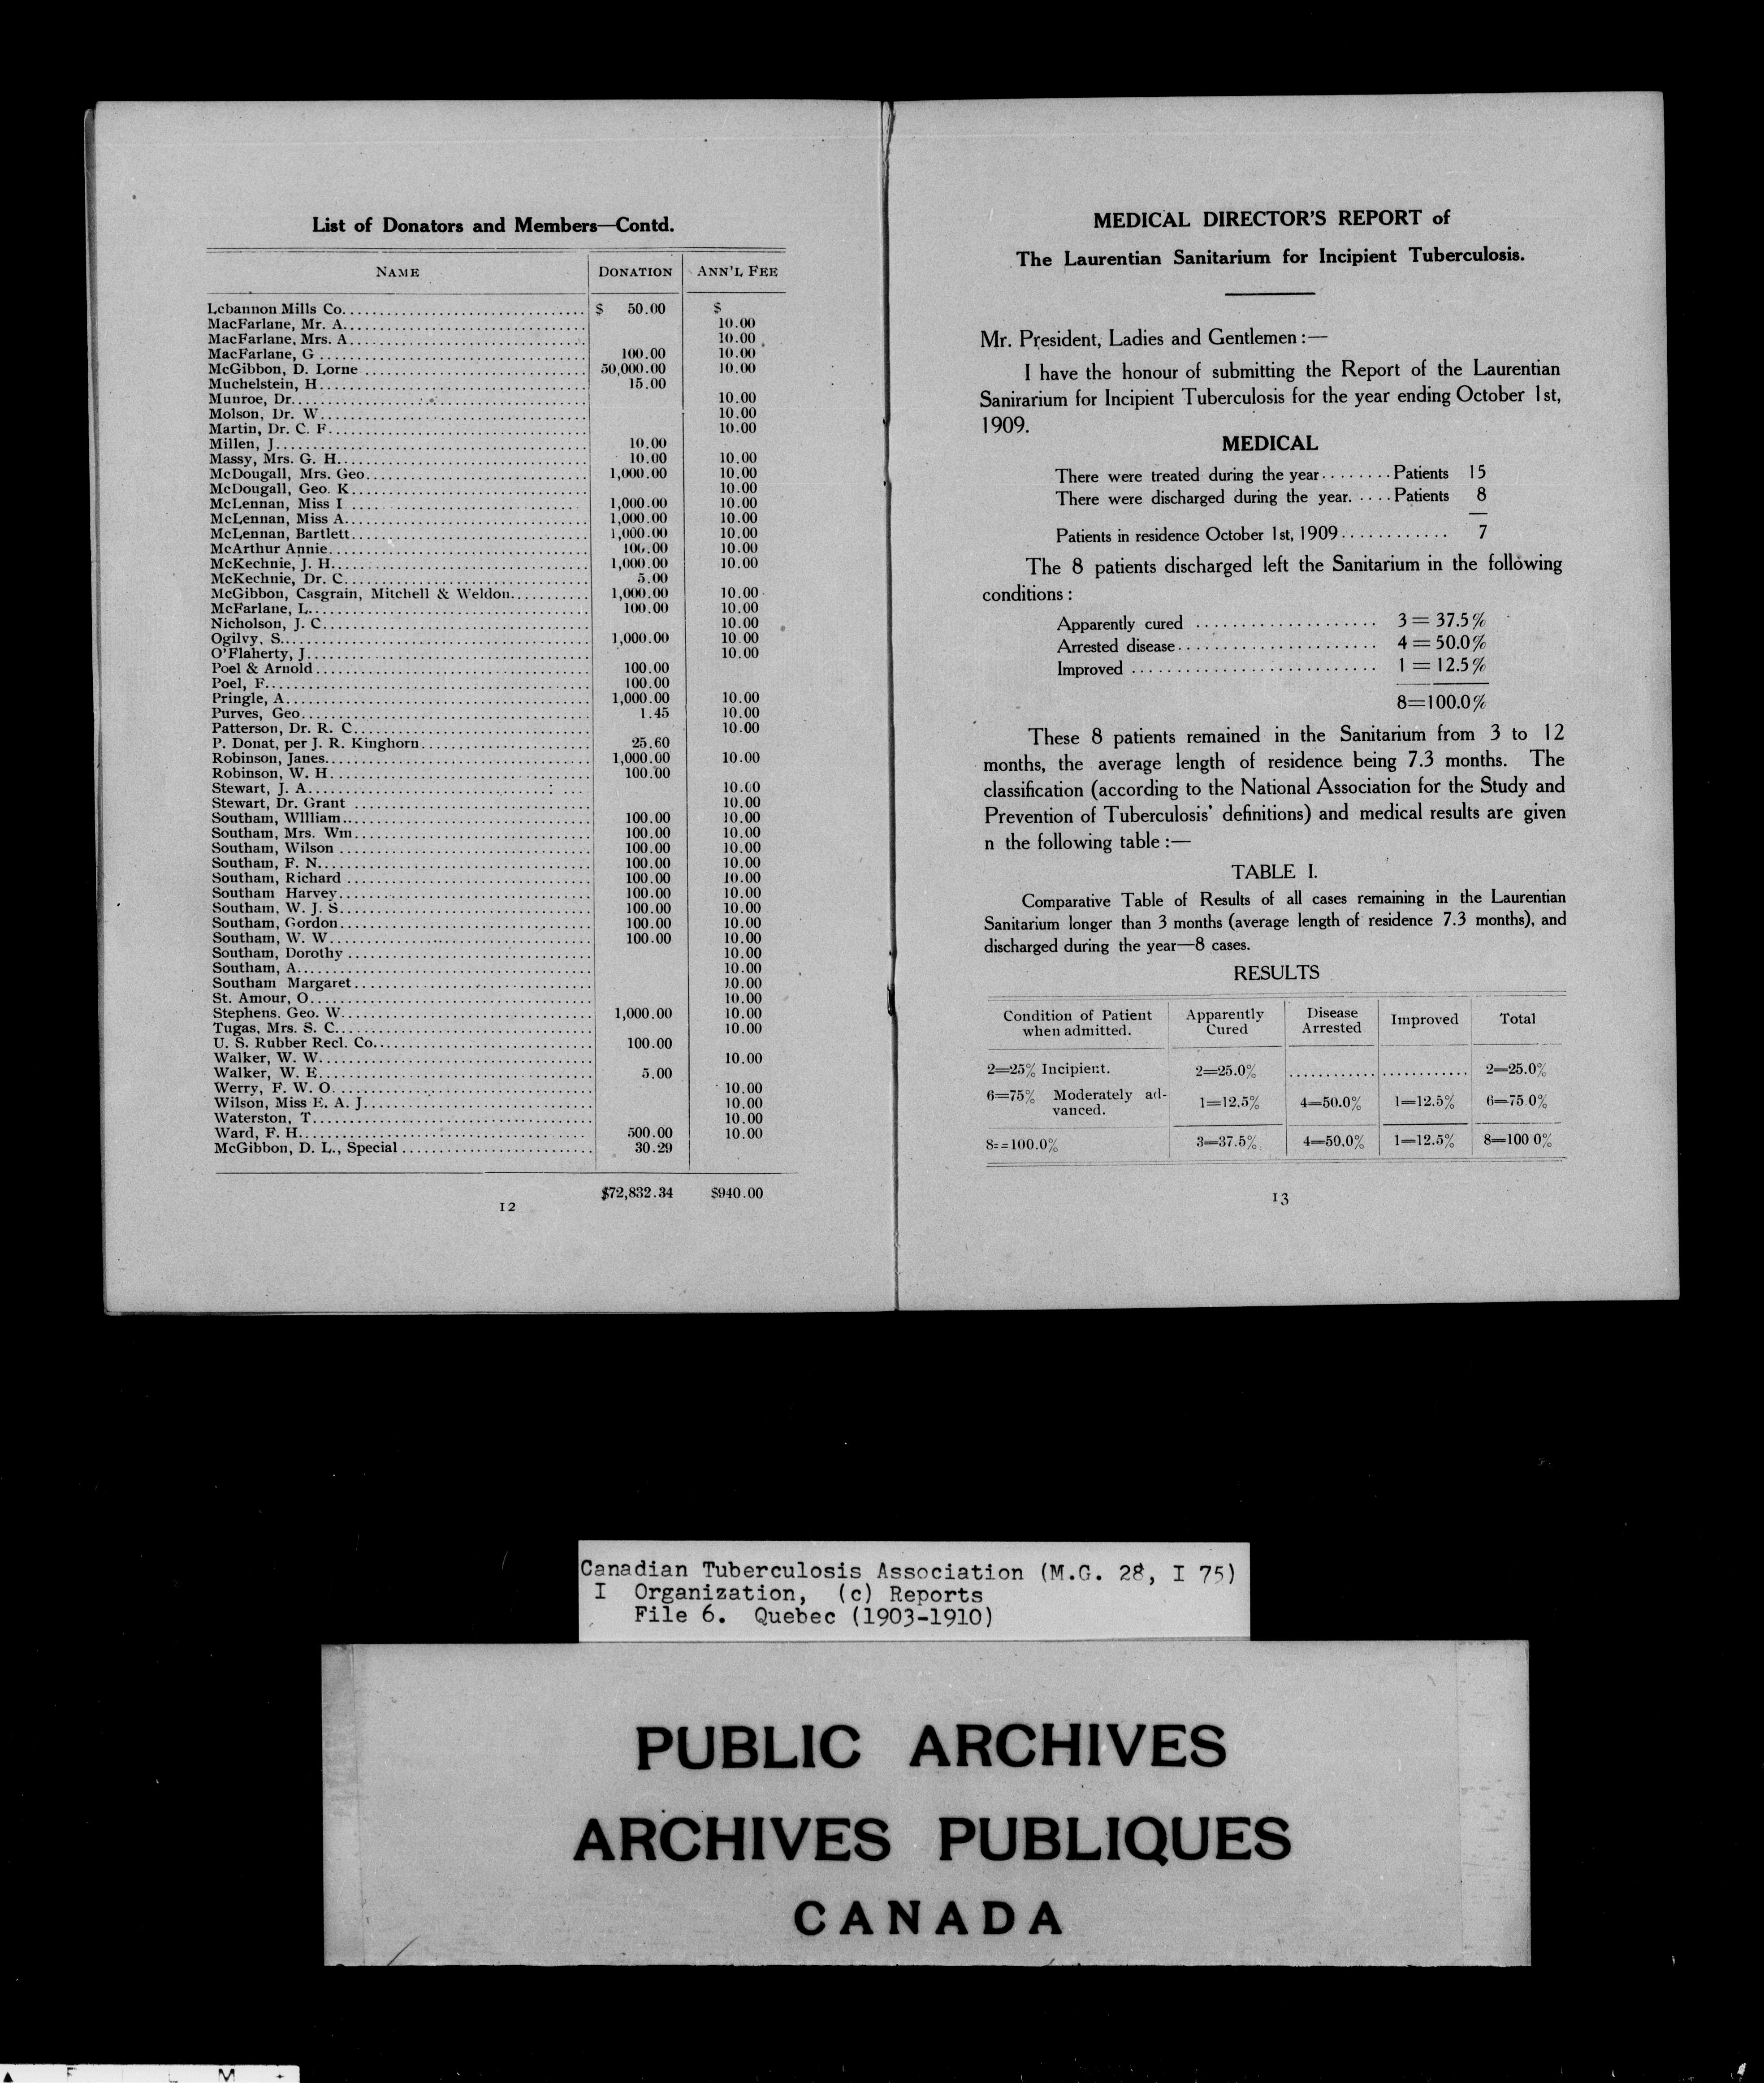 List of Donators and Members—Contd.
NAME DONATION ANN'L FEE
Lebannon Mills Co. $ 50.00 $
MacFarlane, Mr. A. 10.00
MacFarlane, Mrs. A. 10.00
MacFarlane, G 100.00 10.00
McGibbon, D. Lorne 50,000.00 10.00
Muchelstein, H. 15.00
Munroe, Dr. 10.00
Molson, Dr. W. 10.00
Martin, Dr. C. F. 10.00
Millen, J. 10.00
Massy, Mrs. G. H. 10.00 10.00
McDougall, Mrs. Geo. 1,000.00 10.00
McDougall, Geo. K. 10.00
McLennan, Miss I 1,000.00 10.00
McLennan, Miss A. 1,000.00 10.00
McLennan, Bartlett. 1,000.00 10.00
McArthur Annie. 100.00 10.00
McKechnie, J. H. 1,000.00 10.00
McKechnie, Dr. C. 5.00
McGibbon, Casgrain, Mitchell & Weldon. 1,000.00 10.00
McFarlane, L. 100.00 10.00
Nicholson, J. C. 10.00
Ogilvy, S. 1,000.00 10.00
O'Flaherty, J. 10.00
Poel & Arnold 100.00
Poel, F. 100.00
Pringle, A. 1,000.00 10.00
Purves, Geo. 1.45 10.00
Patterson, Dr. R. C. 10.00
P. Donat, per J. R. Kinghorn. 25.60
Robinson, Janes. 1,000.00 10.00
Robinson, W. H. 100.00
Stewart, J. A. 10.00
Stewart, Dr. Grant 10.00
Southam, WIlliam. 100.00 10.00
Southam, Mrs. Wm. 100.00 10.00
Southam, Wilson 100.00 10.00
Southam, F. N. 100.00 10.00
Southam, Richard 100.00 10.00
Southam Harvey. 100.00 10.00
Southam, W. J. S. 100.00 10.00
Southam, Gordon. 100.00 10.00
Southam, W. W. 100.00 10.00
Southam, Dorothy 10.00
Southam, A. 10.00
Southam Margaret. 10.00
St. Amour, O. 10.00
Stephens. Geo. W. 1,000.00 10.00
Tugas, Mrs. S. C. 10.00
U. S. Rubber Recl. Co. 100.00
Walker, W. W. 10.00
Walker, W. E. 5.00
Werry, F. W. O. 10.00
Wilson, Miss E. A. J. 10.00
Waterston, T. 10.00
Ward, F. H. 500.00 10.00
McGibbon, D. L., Special 30.29
$72,832.34 $940.00
12
MEDICAL DIRECTOR'S REPORT of
The Laurentian Sanitarium for Incipient Tuberculosis.
Mr. President, Ladies and Gentlemen:—
I have the honour of submitting the Report of the Laurentian
Sanirarium for Incipient Tuberculosis for the year ending October 1st,
1909.
MEDICAL
There were treated during the year........Patients 15
There were discharged during the year.....Patients 8
Patients in residence October 1st, 1909............ 7
The 8 patients discharged left the Sanitarium in the following
conditions:
Apparently cured .................... 3 = 37.5%
Arrested disease...................... 4 = 50.0%
Improved ........................... 1 = 12.5%
8=100.0%
These 8 patients remained in the Sanitarium from 3 to 12
months, the average length of residence being 7.3 months. The
classification (according to the National Association for the Study and
Prevention of Tuberculosis' definitions) and medical results are given
n the following table:—
TABLE I.
Comparative Table of Results of all cases remaining in the Laurentian
Sanitarium longer than 3 months (average length of residence 7.3 months), and
discharged during the year—8 cases.
RESULTS
Condition of Patient Apparently Disease Improved Total
when admitted. Cured Arrested
2=25% Incipient. 2=25.0% ............ ............ 2=25.0%
6=75% Moderately ad- 1=12.5% 4=50.0% 1=12.5% 6=75.0%
vanced.
8==100.0% 3=37.5% 4=50.0% 1=12.5% 8=100 0%
13
Canadian Tuberculosis Association (M.G. 28, I 75)
I Organization, (c) Reports
File 6. Quebec (1903-1910)
PUBLIC ARCHIVES
ARCHIVES PUBLIQUES
CANADA